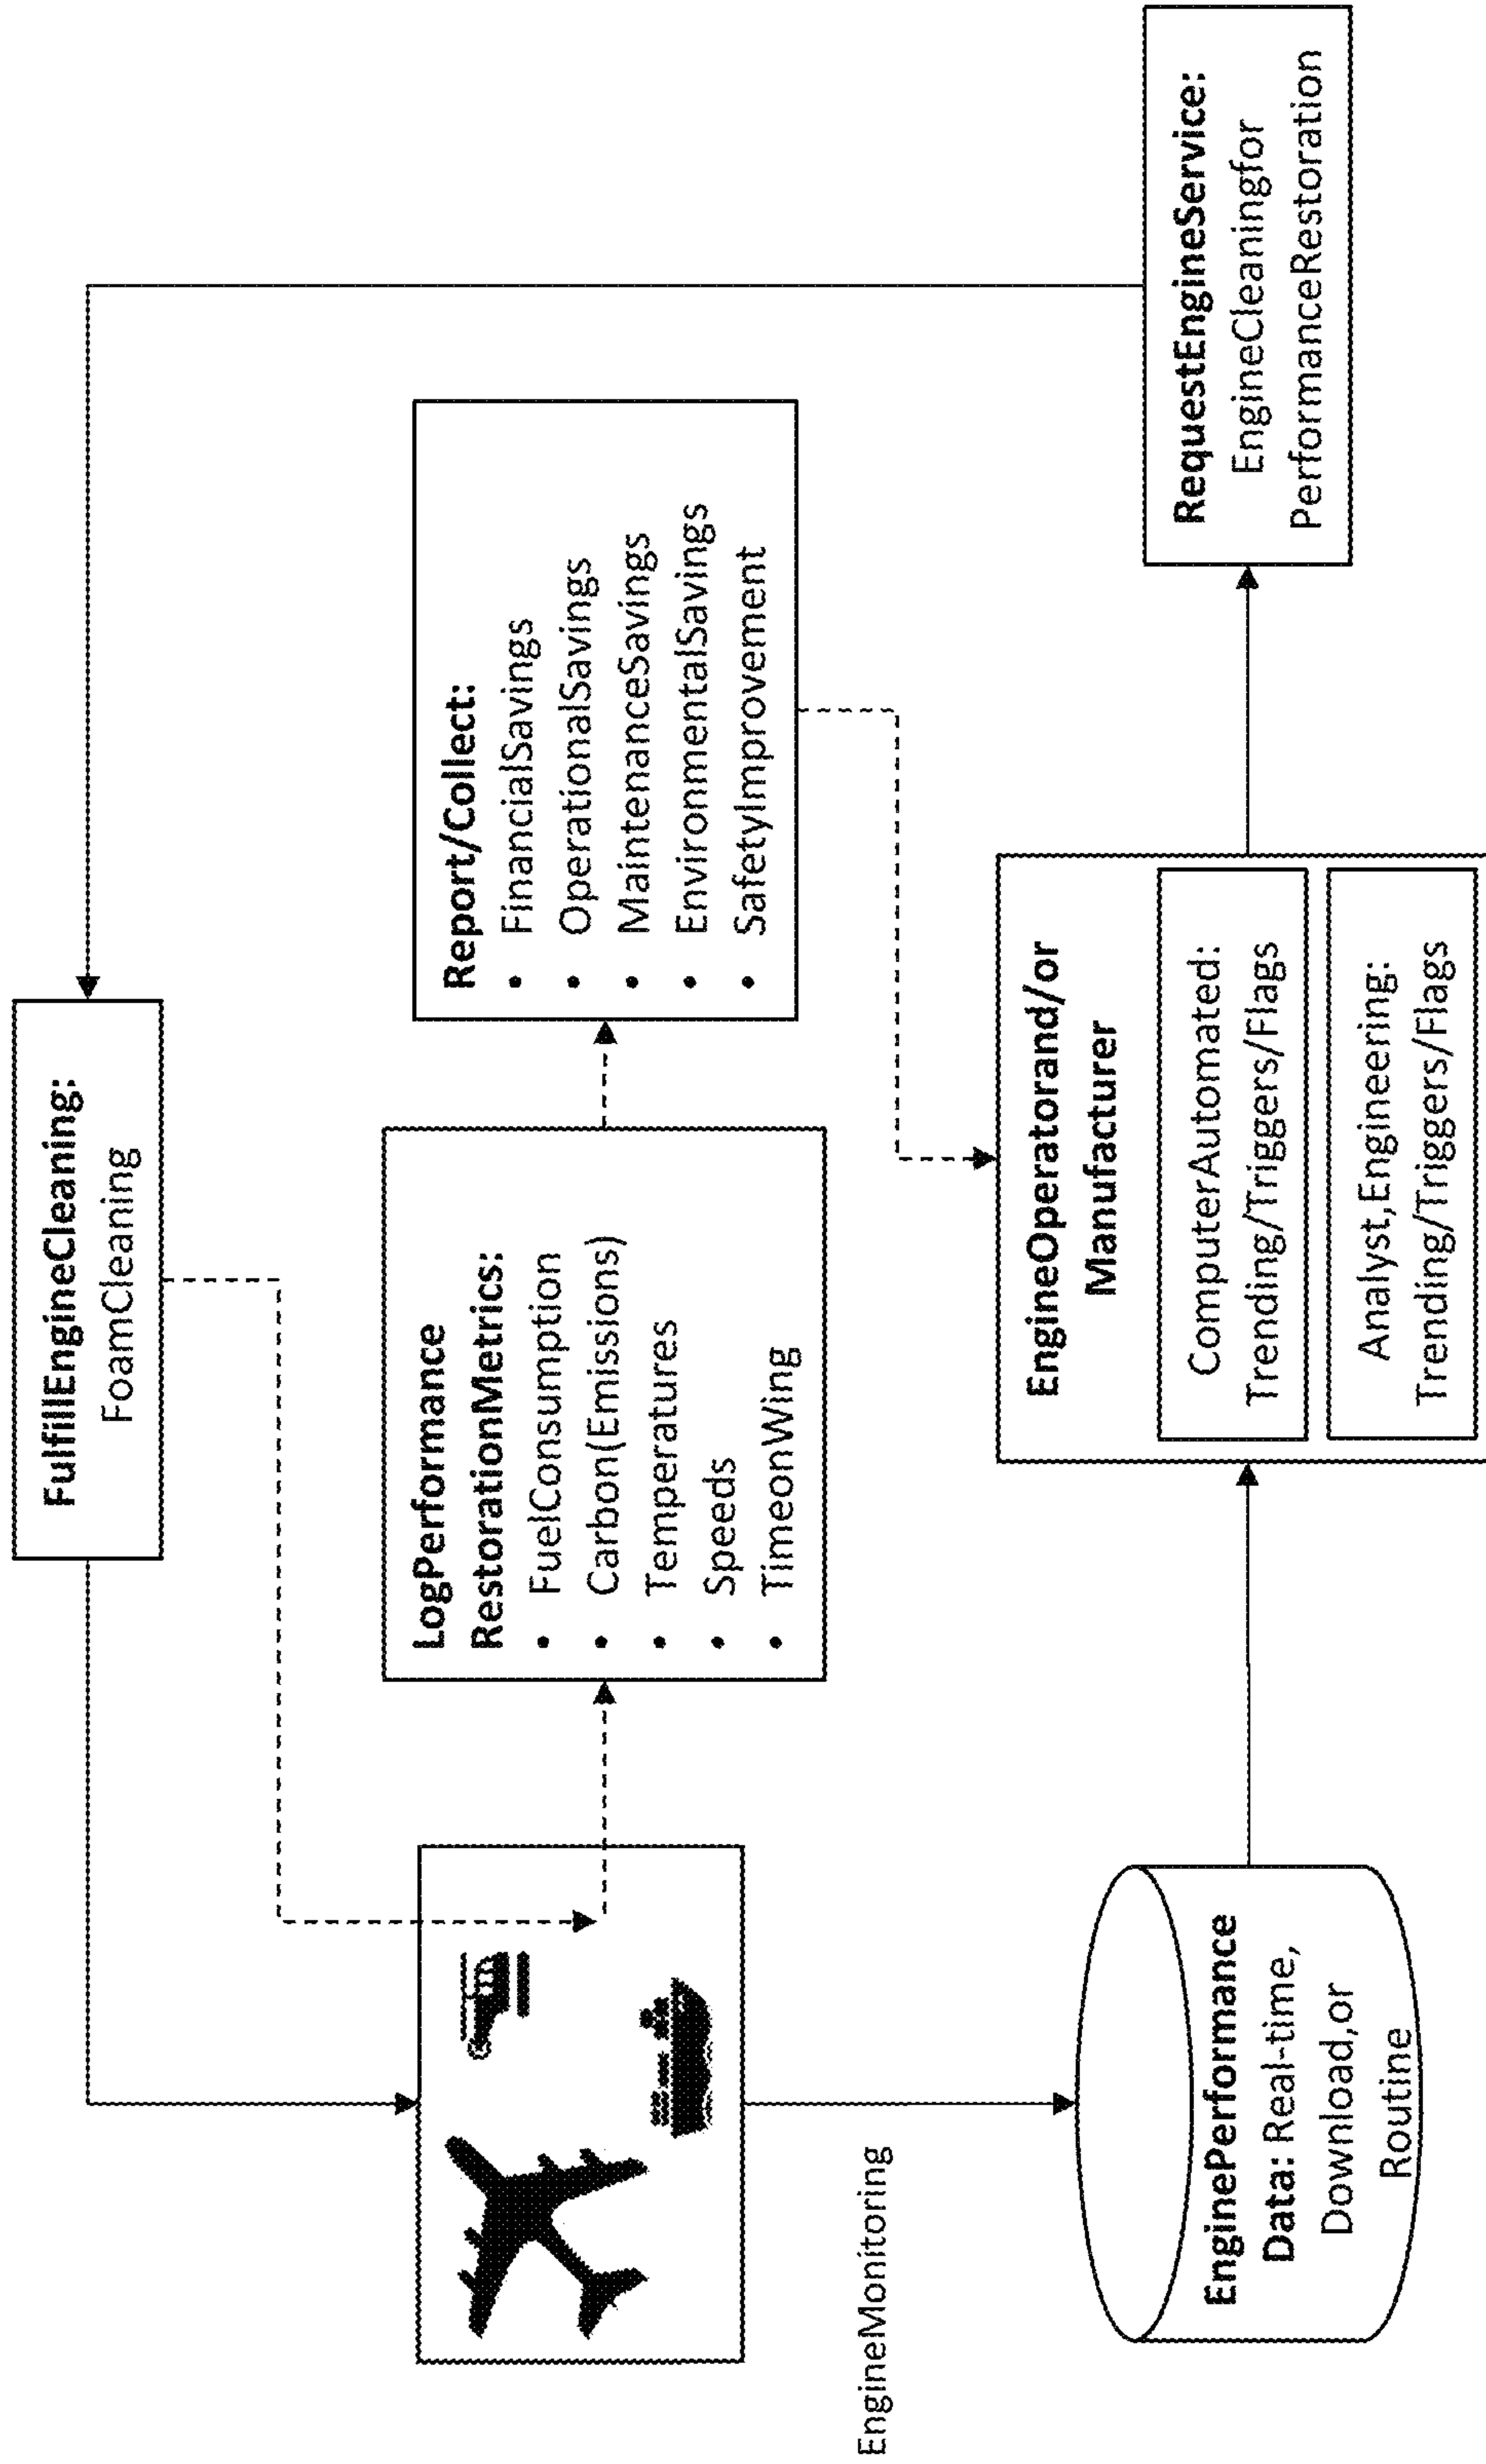 FulfillEngineCleaning:
FoamCleaning
LogPerformance
RestorationMetrics:
• FuelConsumption
• Carbon(Emissions)
• Temperatures
• Speeds
• TimeonWing
Report/Collect:
• FinancialSavings
• OperationalSavings
• MaintenanceSavings
• EnvironmentalSavings
• SafetyImprovement
EngineMonitoring
EnginePerformance
Data: Real-time,
Download,or
Routine
EngineOperatorand/or
Manufacturer
ComputerAutomated:
Trending/Triggers/Flags
Analyst,Engineering:
Trending/Triggers/Flags
RequestEngineService:
EngineCleaningfor
PerformanceRestoration